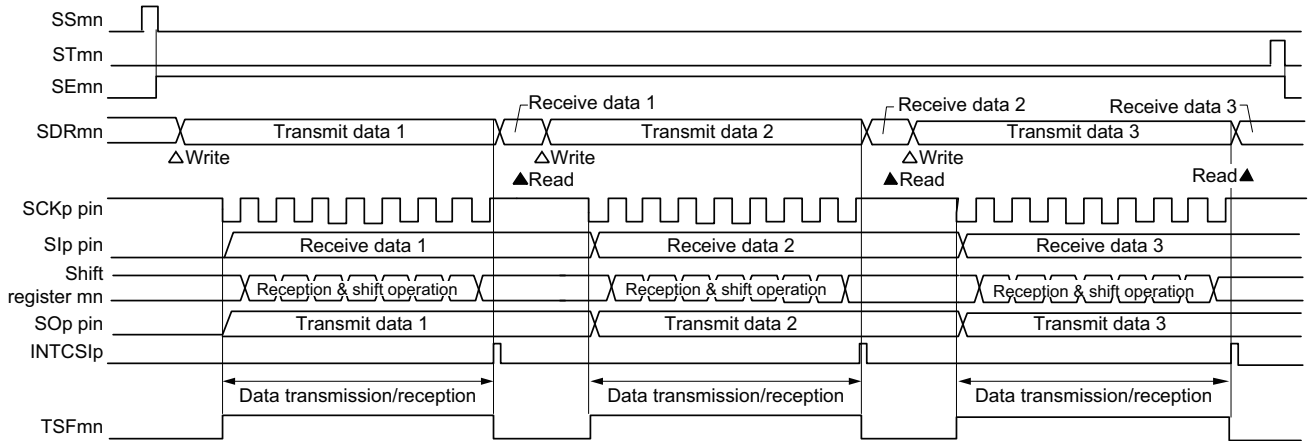 SSmn
STmn
SEmn
Receive data 1
Receive data 2
Receive data 3
SDRmn
Transmit data 1
Transmit data 2
Transmit data 3
△Write
△Write
△Write
▲Read
▲Read
Read▲
SCKp pin
SIp pin
Receive data 1
Receive data 2
Receive data 3
Shift
register mn
Reception & shift operation
Reception & shift operation
Reception & shift operation
SOp pin
Transmit data 1
Transmit data 2
Transmit data 3
INTCSIp
Data transmission/reception
Data transmission/reception
Data transmission/reception
TSFmn